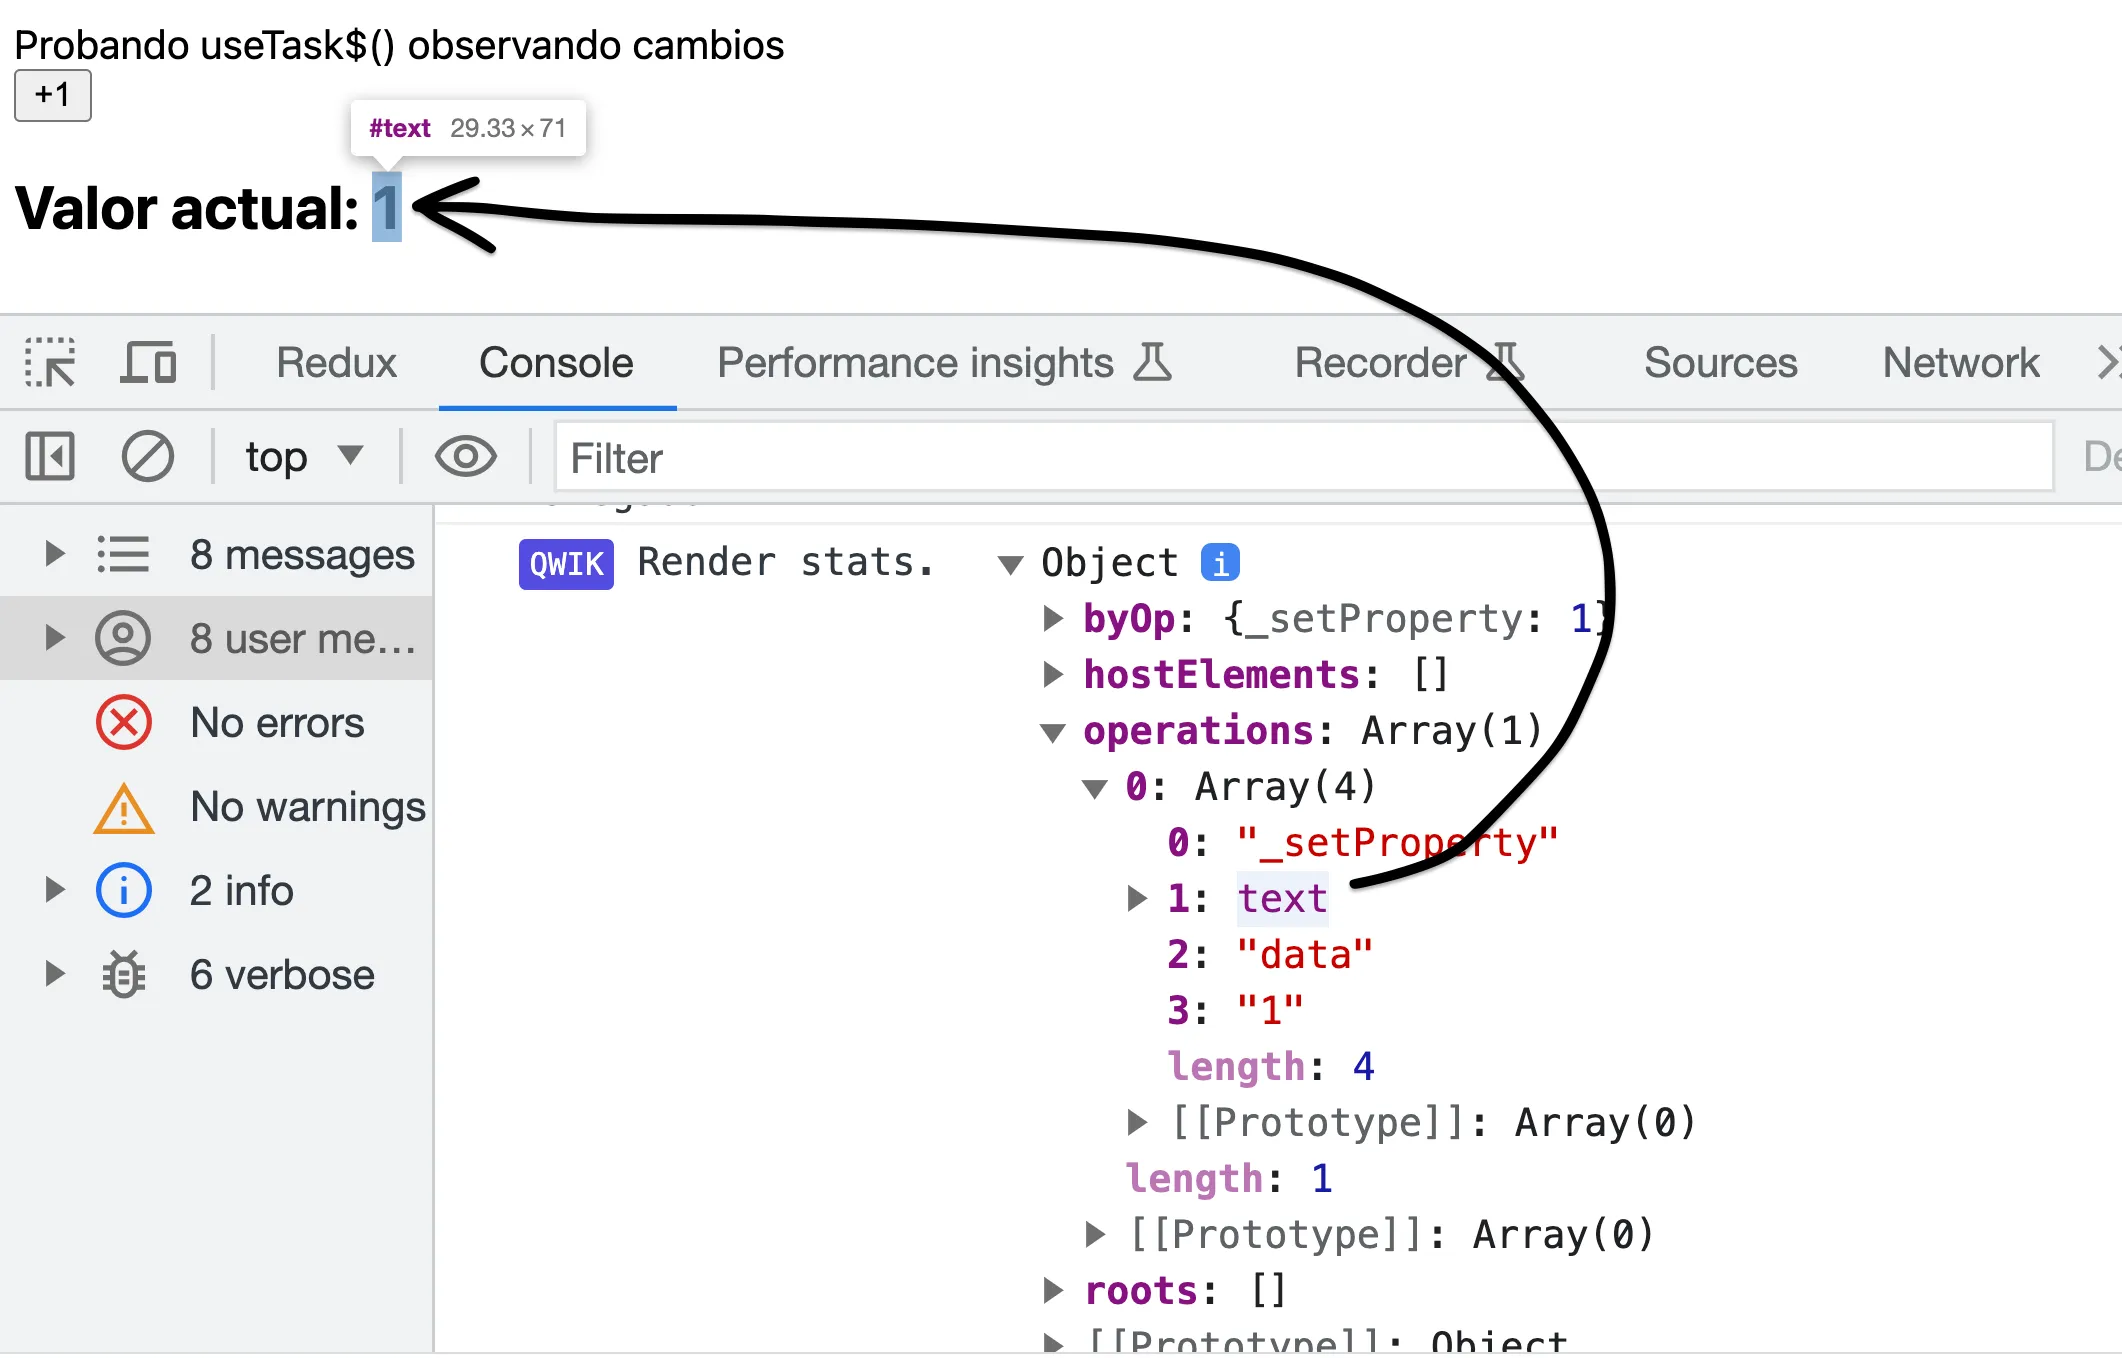 Probando useTask$() observando cambios
+1
#text 29.33×71
Valor actual: 1
Redux Console Performance insights Recorder Sources Network
top Filter
8 messages
8 user me…
No errors
No warnings
2 info
6 verbose
QWIK Render stats. Object i
byOp: {_setProperty: 1}
hostElements: []
operations: Array(1)
0: Array(4)
0: "_setProperty"
1: text
2: "data"
3: "1"
length: 4
[[Prototype]]: Array(0)
length: 1
[[Prototype]]: Array(0)
roots: []
[[Prototype]]: Object